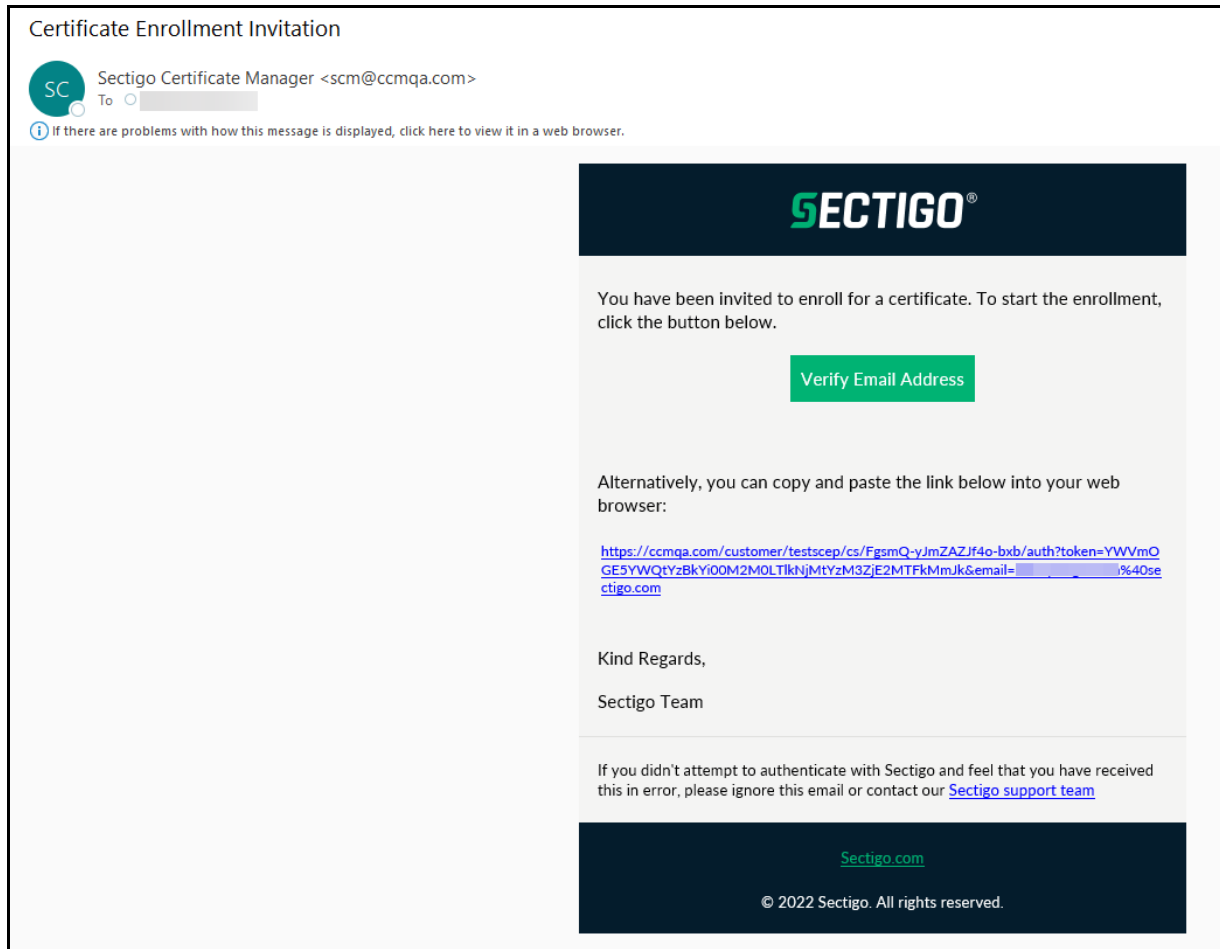 Certificate Enrollment Invitation
SC
Sectigo Certificate Manager <scm@ccmqa.com>
To
If there are problems with how this message is displayed, click here to view it in a web browser.
SECTIGO®
You have been invited to enroll for a certificate. To start the enrollment,
click the button below.
Verify Email Address
Alternatively, you can copy and paste the link below into your web
browser:
https://ccmqa.com/customer/testscep/cs/FgsmQ-yJmZAZJf4o-bxb/auth?token=YWVmO
GE5YWQtYzBkYi00M2M0LTlkNjMtYzM3ZjE2MTFkMmJk&email= %40se
ctigo.com
Kind Regards,
Sectigo Team
If you didn't attempt to authenticate with Sectigo and feel that you have received
this in error, please ignore this email or contact our Sectigo support team
Sectigo.com
© 2022 Sectigo. All rights reserved.